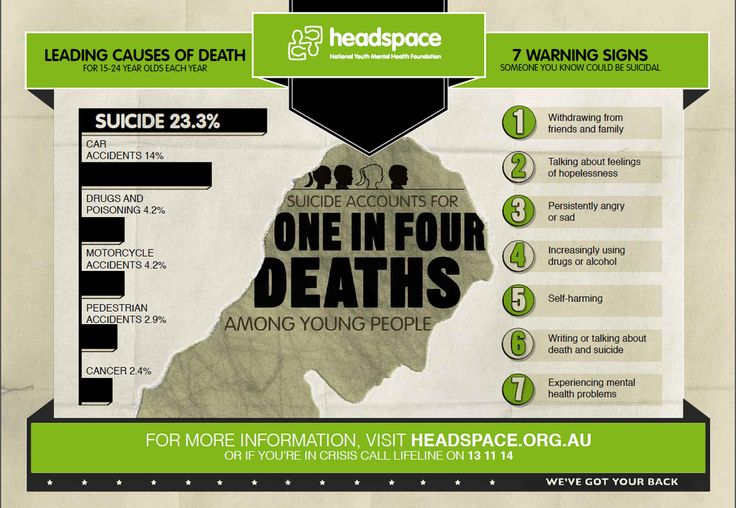 headspace
National Youth Mental Health Foundation
LEADING CAUSES OF DEATH
FOR 15-24 YEAR OLDS EACH YEAR
SUICIDE 23.3%
CAR
ACCIDENTS 14%
DRUGS AND
POISONING 4.2%
MOTORCYCLE
ACCIDENTS 4.2%
PEDESTRIAN
ACCIDENTS 2.9%
CANCER 2.4%
SUICIDE ACCOUNTS FOR
ONE IN FOUR
DEATHS
AMONG YOUNG PEOPLE
7 WARNING SIGNS
SOMEONE YOU KNOW COULD BE SUICIDAL
1 Withdrawing from
friends and family
2 Talking about feelings
of hopelessness
3 Persistently angry
or sad
4 Increasingly using
drugs or alcohol
5 Self-harming
6 Writing or talking about
death and suicide
7 Experiencing mental
health problems
FOR MORE INFORMATION, VISIT HEADSPACE.ORG.AU
OR IF YOU'RE IN CRISIS CALL LIFELINE ON 13 11 14
WE'VE GOT YOUR BACK